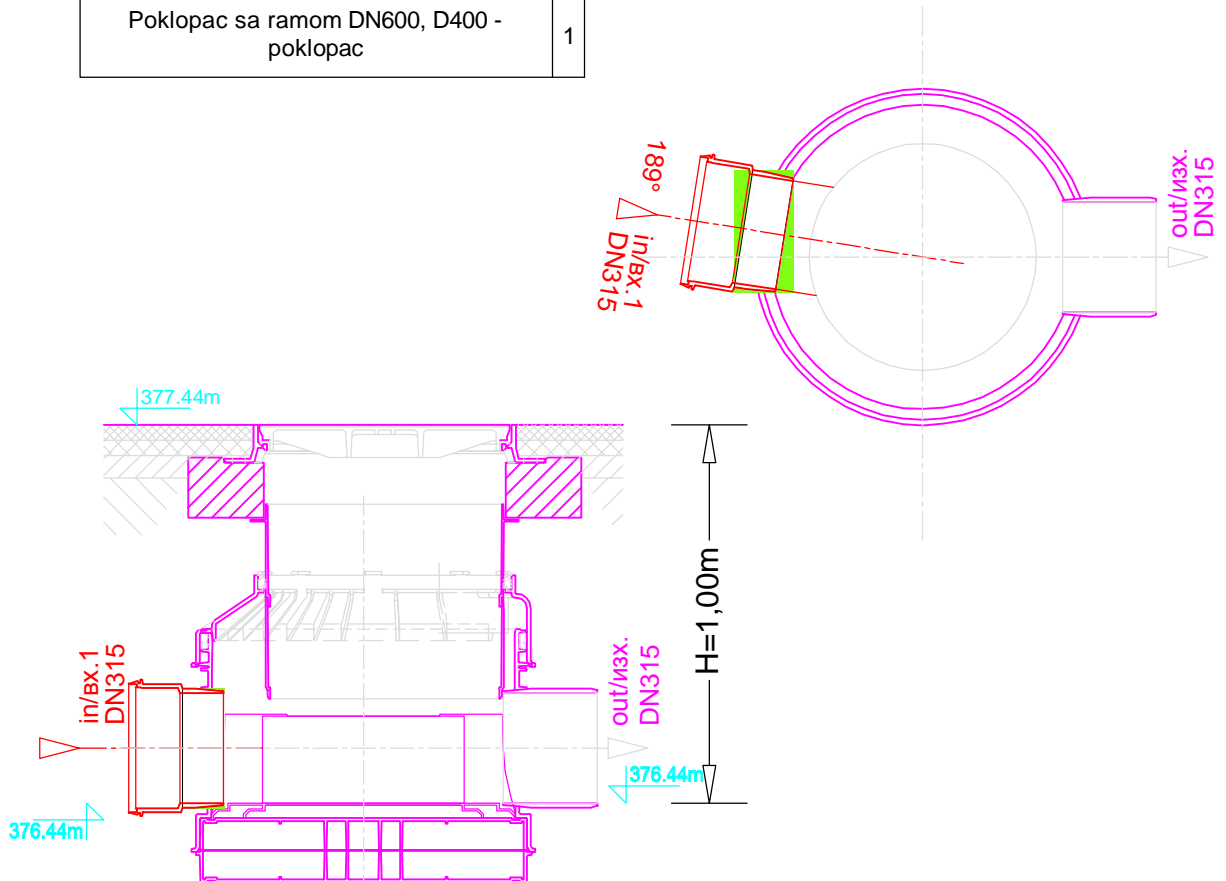 Poklopac sa ramom DN600, D400 -
poklopac
1
189°
in/вх.1
DN315
out/изх.
DN315
377.44m
H=1,00m
in/вх.1
DN315
out/изх.
DN315
376.44m
376.44m